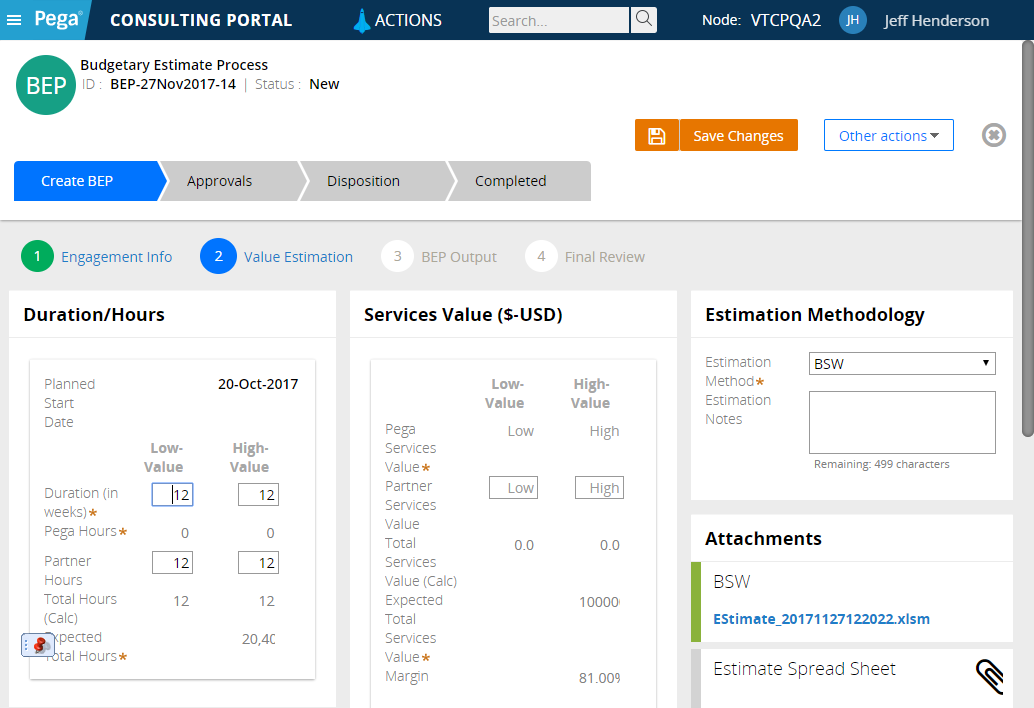 Pega CONSULTING PORTAL ACTIONS Search... Node: VTCPQA2 JH Jeff Henderson
BEP
Budgetary Estimate Process
ID : BEP-27Nov2017-14 | Status : New
Save Changes Other actions
Create BEP Approvals Disposition Completed
1 Engagement Info 2 Value Estimation 3 BEP Output 4 Final Review
Duration/Hours
Planned Start Date 20-Oct-2017
Low-Value High-Value
Duration (in weeks)* 12 12
Pega Hours* 0 0
Partner Hours 12 12
Total Hours (Calc) 12 12
Total Hours* 20,40
Services Value ($-USD)
Low-Value High-Value
Pega Services Value* Low High
Partner Services Value Low High
Total Services Value (Calc) 0.0 0.0
Expected Total Services Value* 10000
Margin 81.00%
Estimation Methodology
Estimation Method* BSW
Estimation Notes
Remaining: 499 characters
Attachments
BSW
EStimate_20171127122022.xlsm
Estimate Spread Sheet